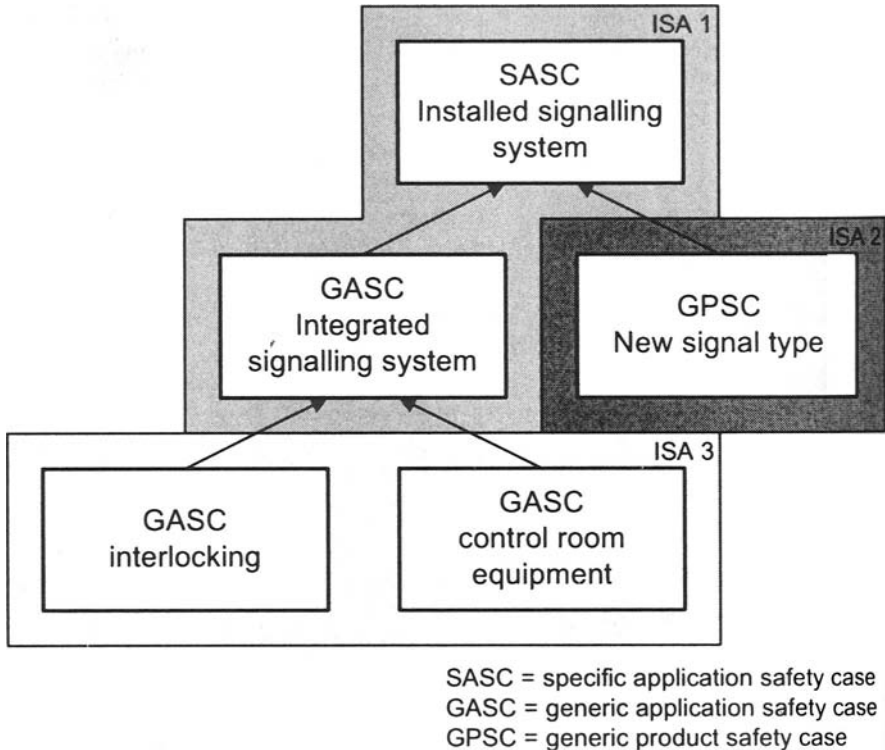 ISA 1
SASC
Installed signalling
system
ISA 2
GASC
Integrated
signalling system
GPSC
New signal type
ISA 3
GASC
interlocking
GASC
control room
equipment
SASC = specific application safety case
GASC = generic application safety case
GPSC = generic product safety case